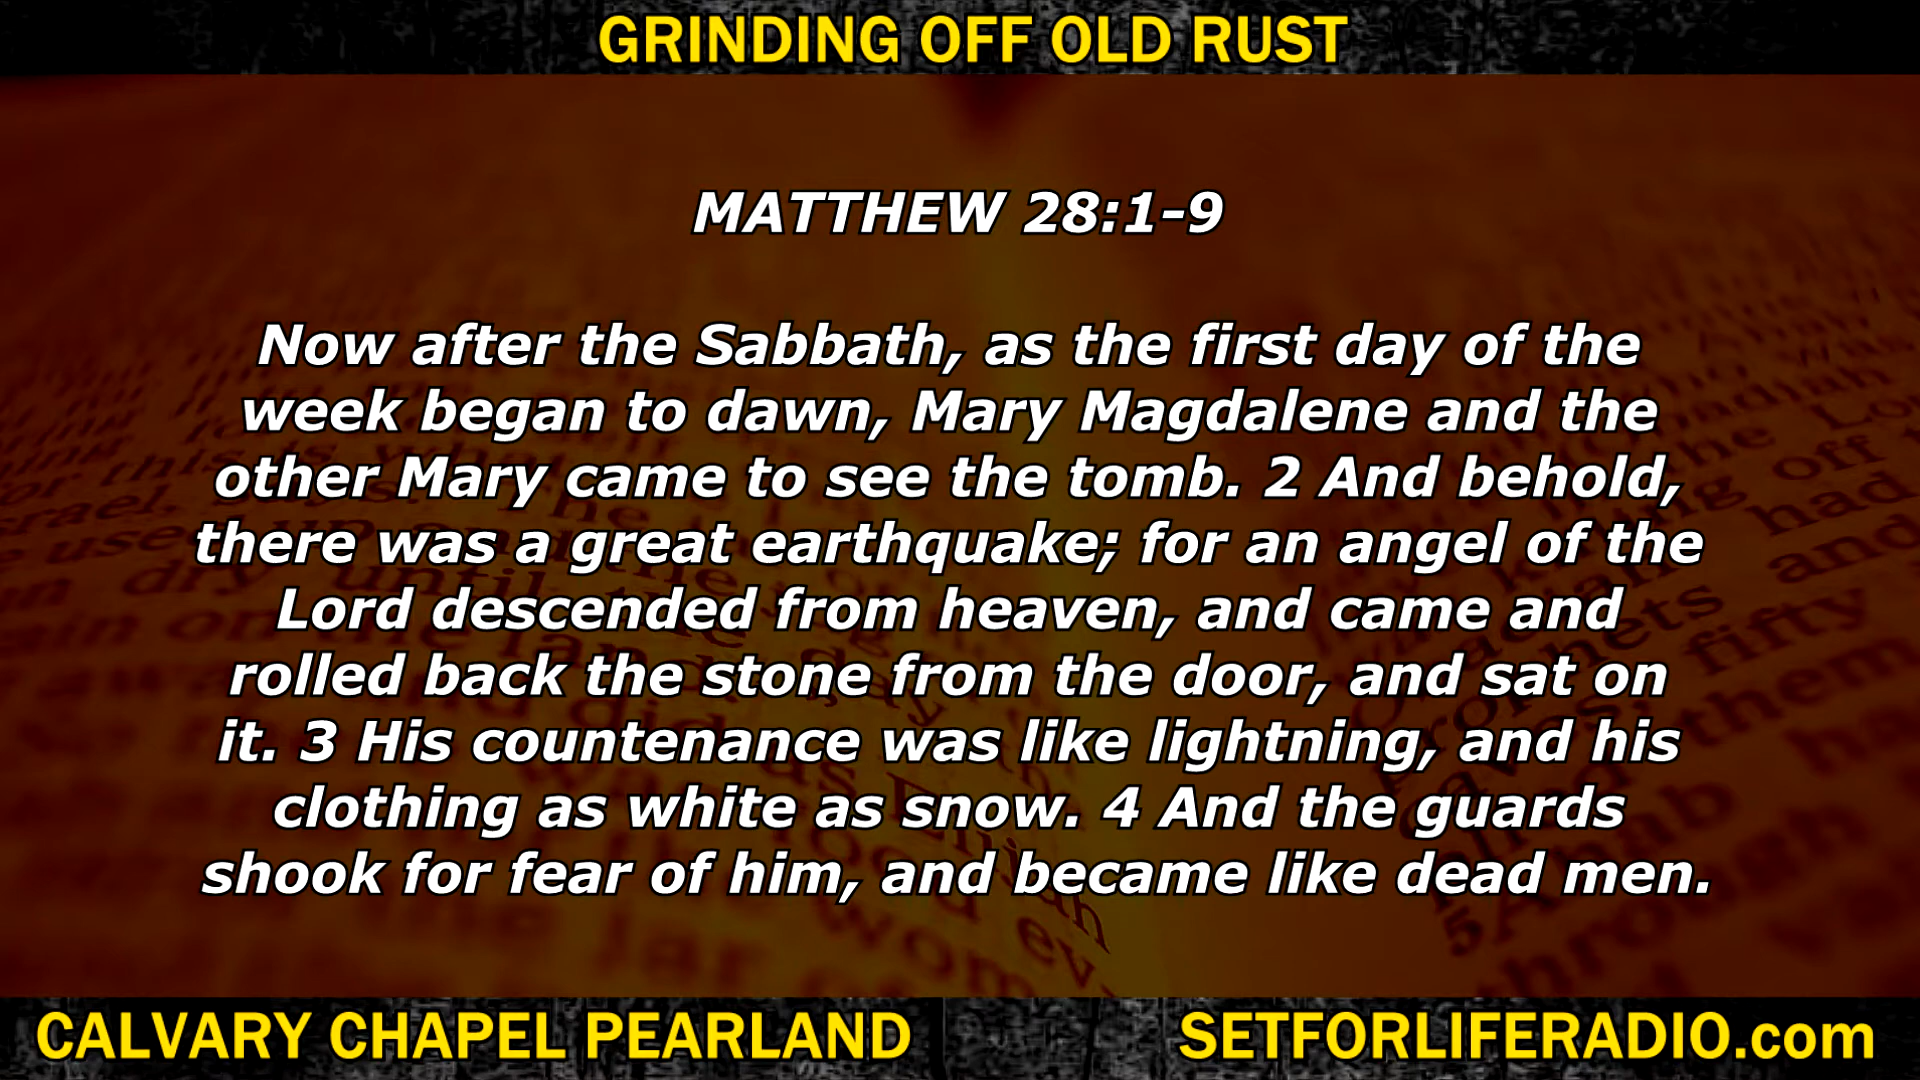 GRINDING OFF OLD RUST
MATTHEW 28:1-9
Now after the Sabbath, as the first day of the
week began to dawn, Mary Magdalene and the
other Mary came to see the tomb. 2 And behold,
there was a great earthquake; for an angel of the
Lord descended from heaven, and came and
rolled back the stone from the door, and sat on
it. 3 His countenance was like lightning, and his
clothing as white as snow. 4 And the guards
shook for fear of him, and became like dead men.
CALVARY CHAPEL PEARLAND
SETFORLIFERADIO.com